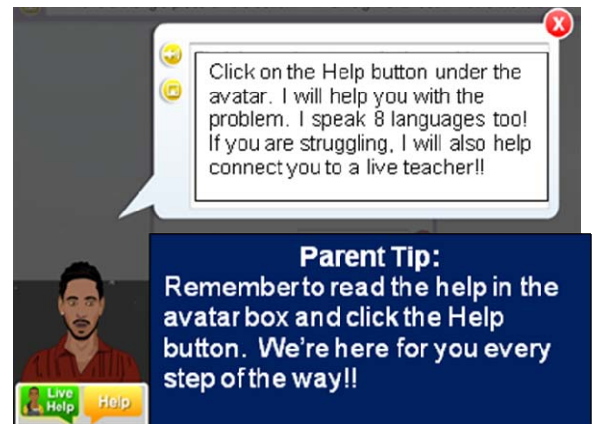 Click on the Help button under the
avatar. I will help you with the
problem. I speak 8 languages too!
If you are struggling, I will also help
connect you to a live teacher!!
Parent Tip:
Remember to read the help in the
avatar box and click the Help
button. We're here for you every
step of the way!!
Live
Help
Help